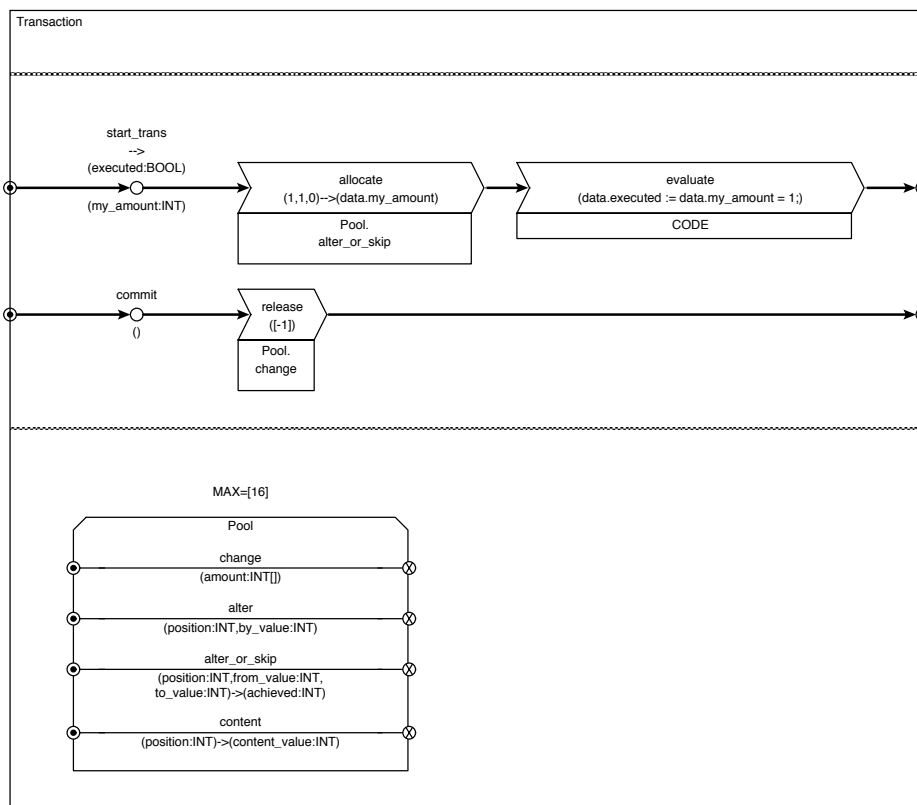 Transaction
start_trans
-->
(executed:BOOL)
(my_amount:INT)
allocate
(1,1,0)-->(data.my_amount)
Pool.
alter_or_skip
evaluate
(data.executed := data.my_amount = 1;)
CODE
commit
()
release
([-1])
Pool.
change
MAX=[16]
Pool
change
(amount:INT[])
alter
(position:INT,by_value:INT)
alter_or_skip
(position:INT,from_value:INT,
to_value:INT)->(achieved:INT)
content
(position:INT)->(content_value:INT)